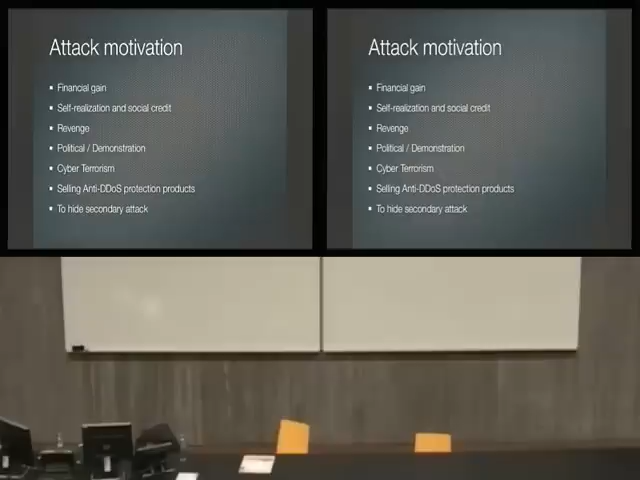 Attack motivation
Financial gain
Self-realization and social credit
Revenge
Political / Demonstration
Cyber Terrorism
Selling Anti-DDoS protection products
To hide secondary attack
Attack motivation
Financial gain
Self-realization and social credit
Revenge
Political / Demonstration
Cyber Terrorism
Selling Anti-DDoS protection products
To hide secondary attack